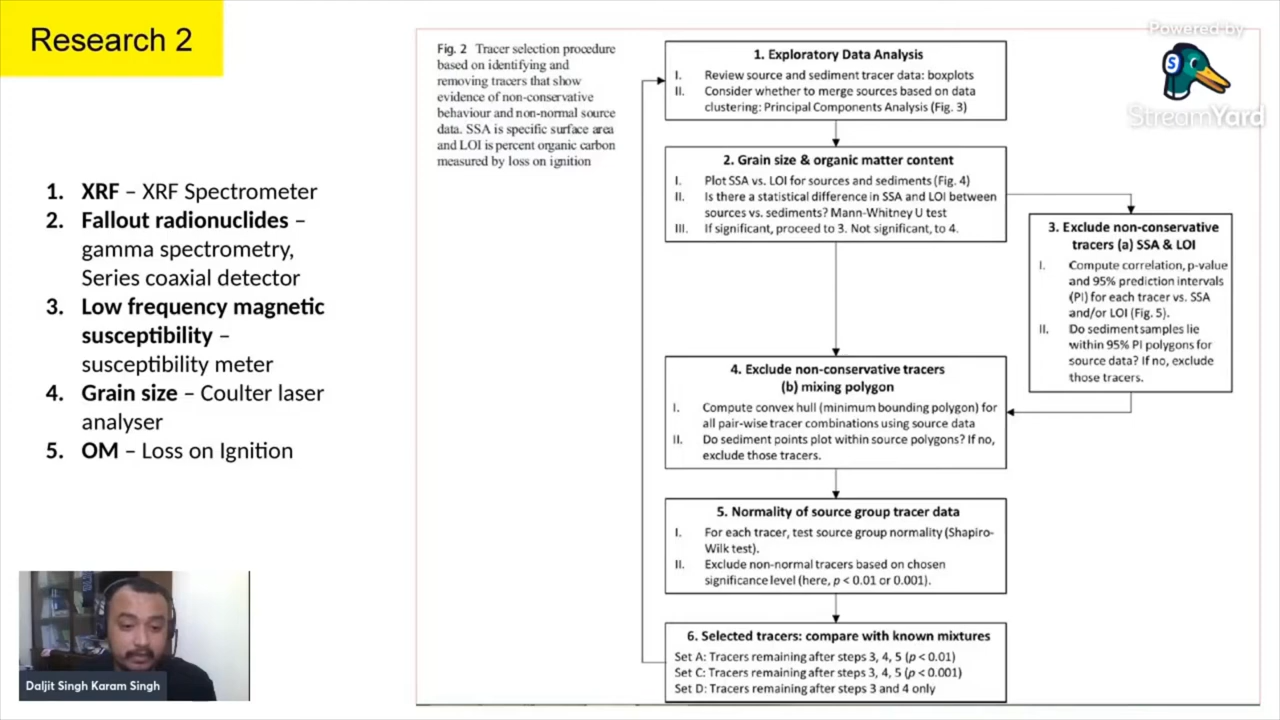 Research 2
Powered by
S
StreamYard
1. XRF – XRF Spectrometer
2. Fallout radionuclides –
gamma spectrometry,
Series coaxial detector
3. Low frequency magnetic
susceptibility –
susceptibility meter
4. Grain size – Coulter laser
analyser
5. OM – Loss on Ignition
Fig. 2 Tracer selection procedure
based on identifying and
removing tracers that show
evidence of non-conservative
behaviour and non-normal source
data. SSA is specific surface area
and LOI is percent organic carbon
measured by loss on ignition
1. Exploratory Data Analysis
I. Review source and sediment tracer data: boxplots
II. Consider whether to merge sources based on data
clustering: Principal Components Analysis (Fig. 3)
2. Grain size & organic matter content
I. Plot SSA vs. LOI for sources and sediments (Fig. 4)
II. Is there a statistical difference in SSA and LOI between
sources vs. sediments? Mann-Whitney U test
III. If significant, proceed to 3. Not significant, to 4.
3. Exclude non-conservative
tracers (a) SSA & LOI
I. Compute correlation, p-value
and 95% prediction intervals
(PI) for each tracer vs. SSA
and/or LOI (Fig. 5).
II. Do sediment samples lie
within 95% PI polygons for
source data? If no, exclude
those tracers.
4. Exclude non-conservative tracers
(b) mixing polygon
I. Compute convex hull (minimum bounding polygon) for
all pair-wise tracer combinations using source data
II. Do sediment points plot within source polygons? If no,
exclude those tracers.
5. Normality of source group tracer data
I. For each tracer, test source group normality (Shapiro-
Wilk test).
II. Exclude non-normal tracers based on chosen
significance level (here, p < 0.01 or 0.001).
6. Selected tracers: compare with known mixtures
Set A: Tracers remaining after steps 3, 4, 5 (p < 0.01)
Set C: Tracers remaining after steps 3, 4, 5 (p < 0.001)
Set D: Tracers remaining after steps 3 and 4 only
Daljit Singh Karam Singh